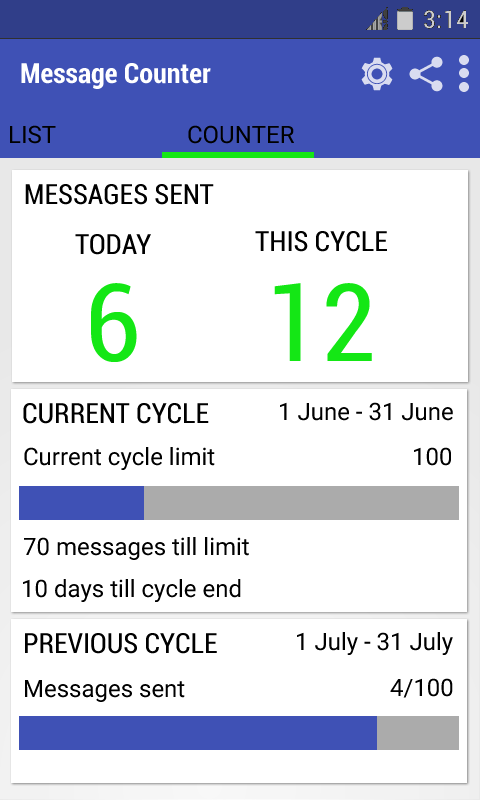 3:14
Message Counter
LIST COUNTER
MESSAGES SENT
TODAY THIS CYCLE
6 12
CURRENT CYCLE 1 June - 31 June
Current cycle limit 100
70 messages till limit
10 days till cycle end
PREVIOUS CYCLE 1 July - 31 July
Messages sent 4/100